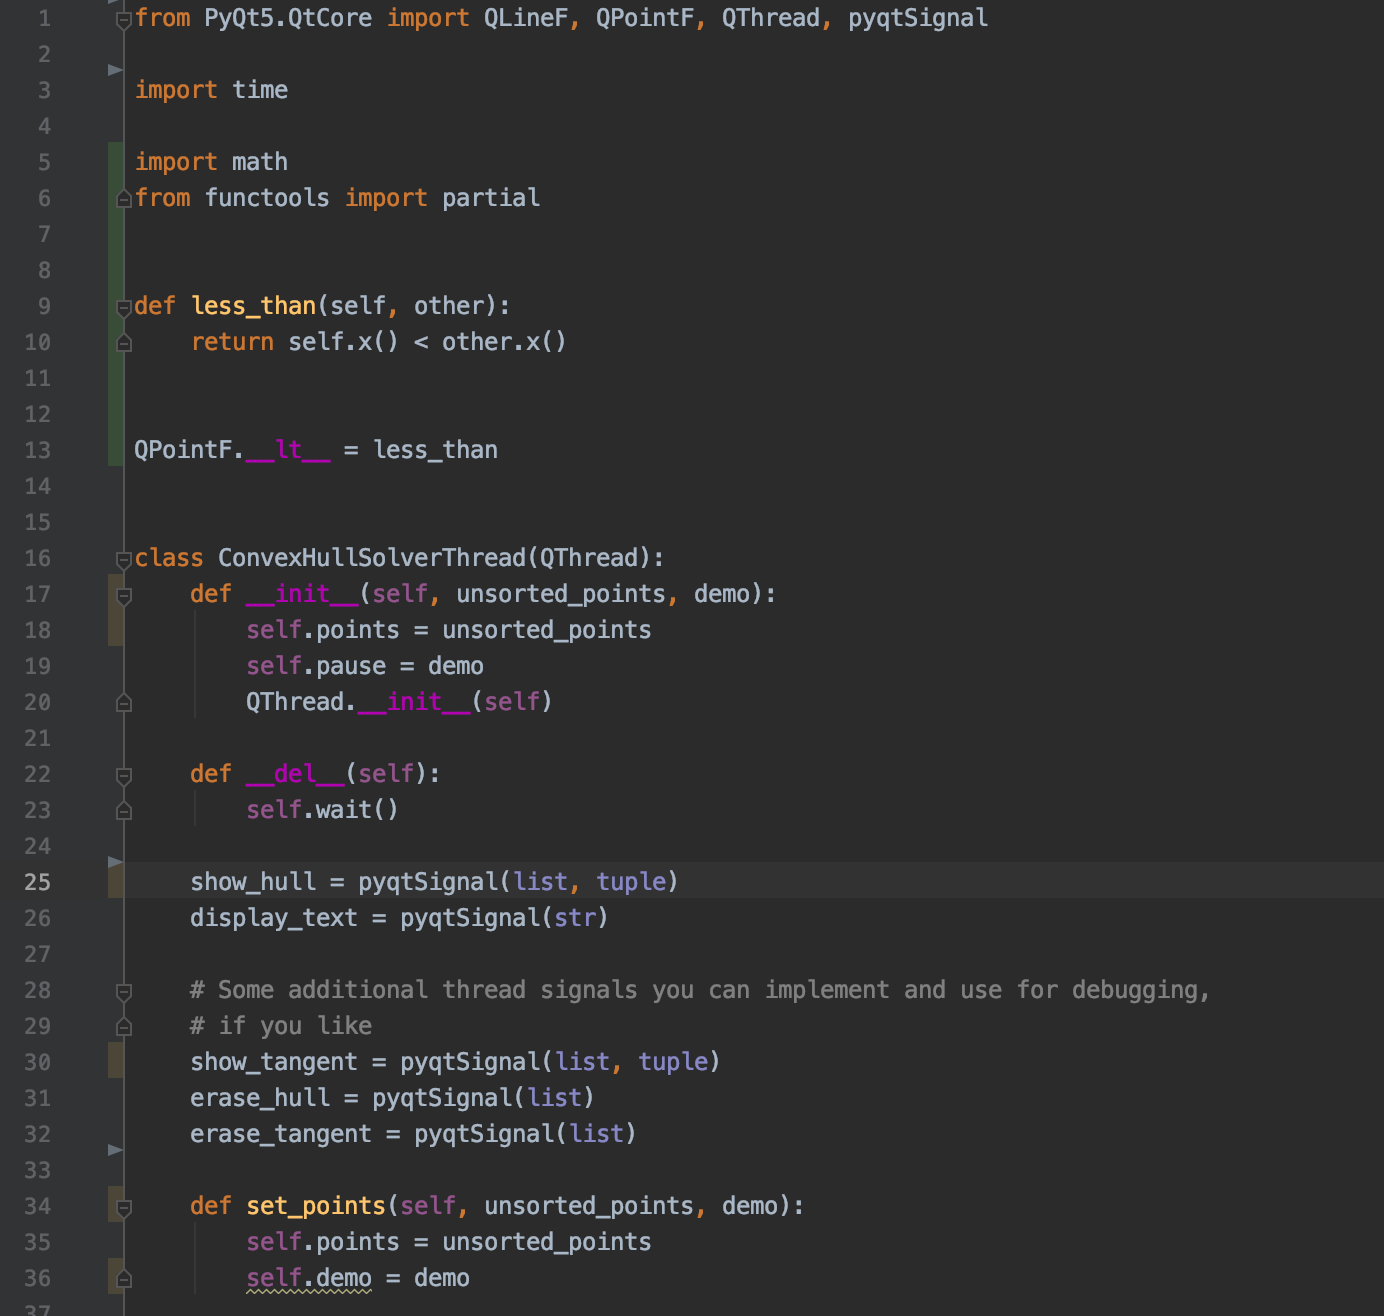 1 from PyQt5.QtCore import QLineF, QPointF, QThread, pyqtSignal
2
3 import time
4
5 import math
6 from functools import partial
7
8
9 def less_than(self, other):
10     return self.x() < other.x()
11
12
13 QPointF.__lt__ = less_than
14
15
16 class ConvexHullSolverThread(QThread):
17     def __init__(self, unsorted_points, demo):
18         self.points = unsorted_points
19         self.pause = demo
20         QThread.__init__(self)
21
22     def __del__(self):
23         self.wait()
24
25     show_hull = pyqtSignal(list, tuple)
26     display_text = pyqtSignal(str)
27
28     # Some additional thread signals you can implement and use for debugging,
29     # if you like
30     show_tangent = pyqtSignal(list, tuple)
31     erase_hull = pyqtSignal(list)
32     erase_tangent = pyqtSignal(list)
33
34     def set_points(self, unsorted_points, demo):
35         self.points = unsorted_points
36         self.demo = demo
37